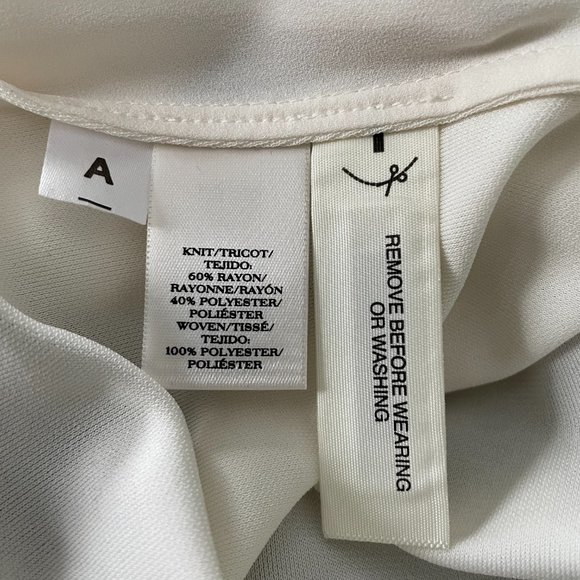 A
KNIT/TRICOT/
TEJIDO:
60% RAYON/
RAYONNE/RAYÓN
40% POLYESTER/
POLIÉSTER
WOVEN/TISSÉ/
TEJIDO:
100% POLYESTER/
POLIÉSTER
REMOVE BEFORE WEARING
OR WASHING